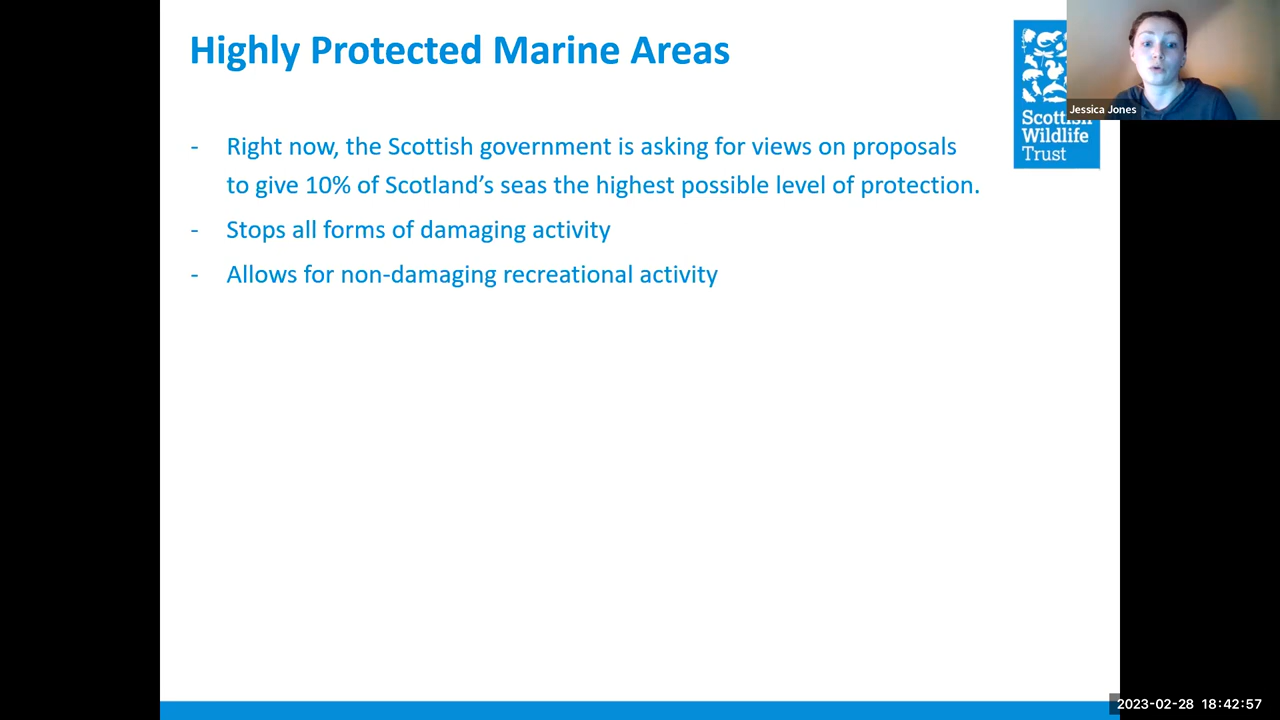 Highly Protected Marine Areas
Jessica Jones
Scottish
Wildlife
Trust
- Right now, the Scottish government is asking for views on proposals
to give 10% of Scotland’s seas the highest possible level of protection.
- Stops all forms of damaging activity
- Allows for non-damaging recreational activity
2023-02-28 18:42:57